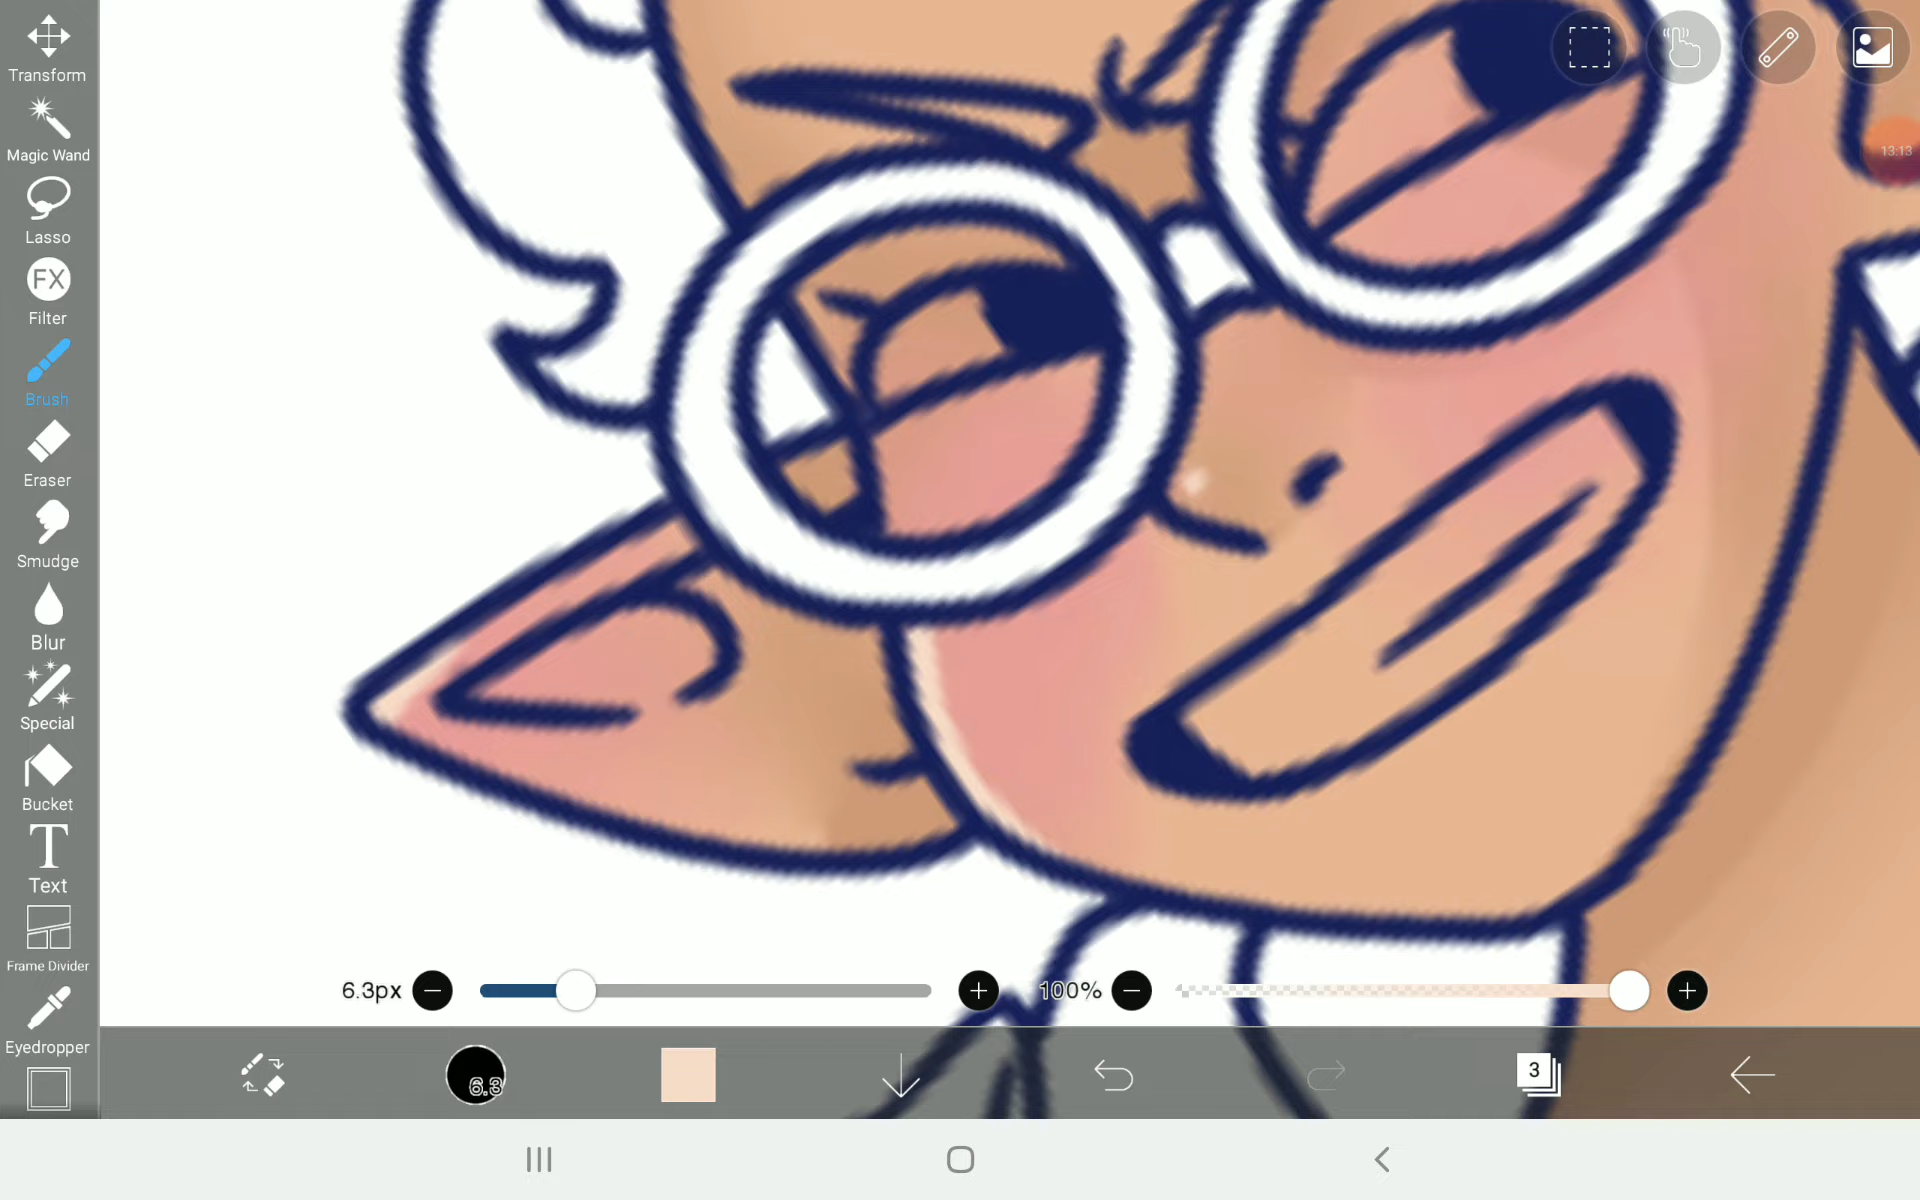 Transform
Magic Wand
Lasso
FX
Filter
Brush
Eraser
Smudge
Blur
Special
Bucket
T
Text
Frame Divider
Eyedropper
13:13
6.3px
100%
6.3
3